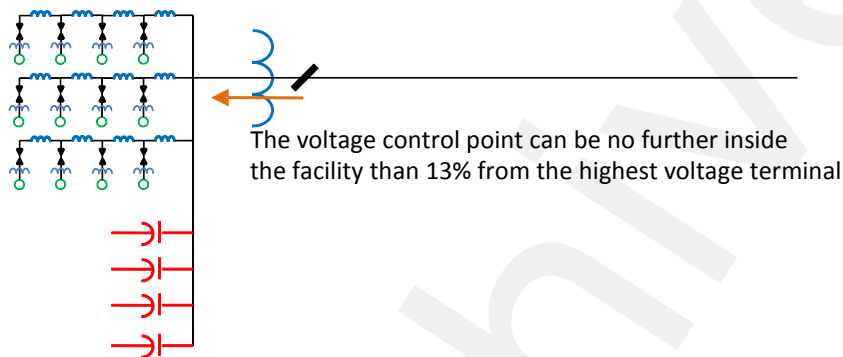 The voltage control point can be no further inside
the facility than 13% from the highest voltage terminal